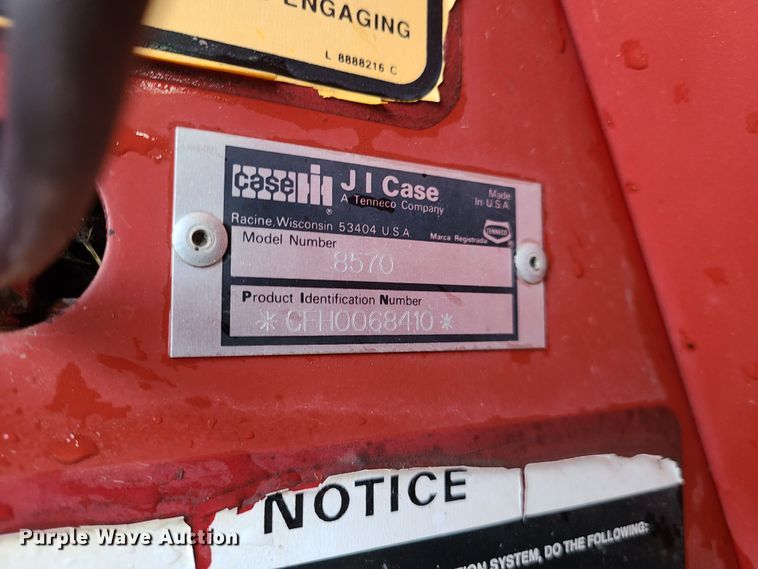 ENGAGING
L 8888216 C
case IH
®
J I Case
A Tenneco Company
Made
In U.S.A.
Racine, Wisconsin 53404 U.S.A.
Marca Registrada
TENNECO
®
Model Number
8570
Product Identification Number
*CFH0068410*
NOTICE
TION SYSTEM, DO THE FOLLOWING:
Purple Wave Auction